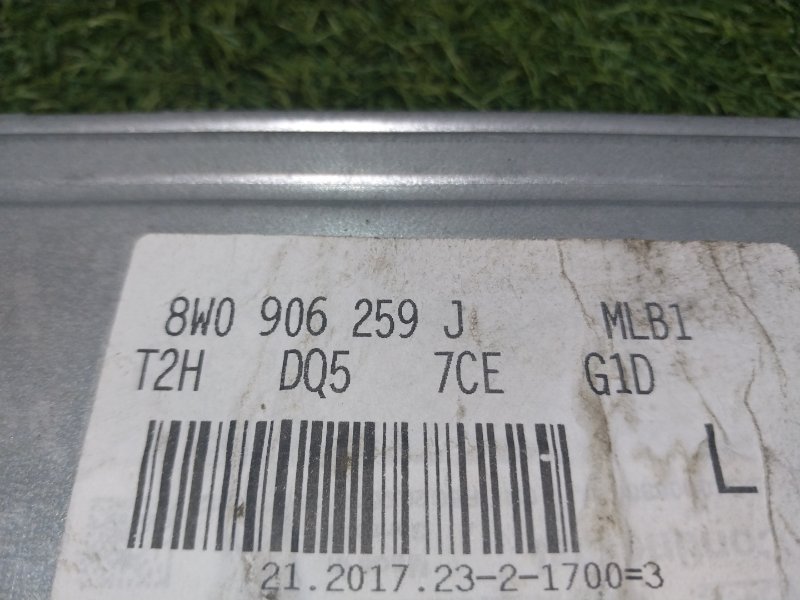 8W0 906 259 J MLB1
T2H DQ5 7CE G1D
L
21.2017.23-2-1700=3